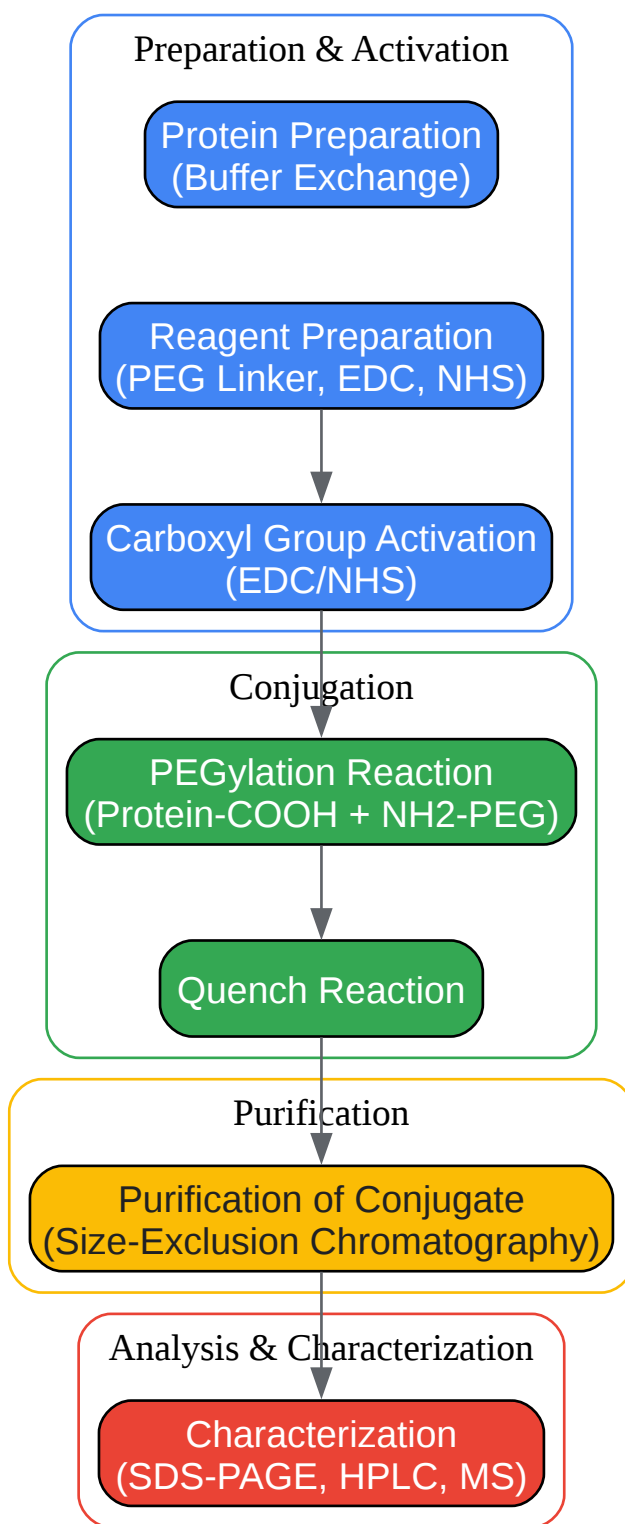 Preparation & Activation
Protein Preparation
(Buffer Exchange)
Reagent Preparation
(PEG Linker, EDC, NHS)
Carboxyl Group Activation
(EDC/NHS)
Conjugation
PEGylation Reaction
(Protein-COOH + NH2-PEG)
Quench Reaction
Purification
Purification of Conjugate
(Size-Exclusion Chromatography)
Analysis & Characterization
Characterization
(SDS-PAGE, HPLC, MS)